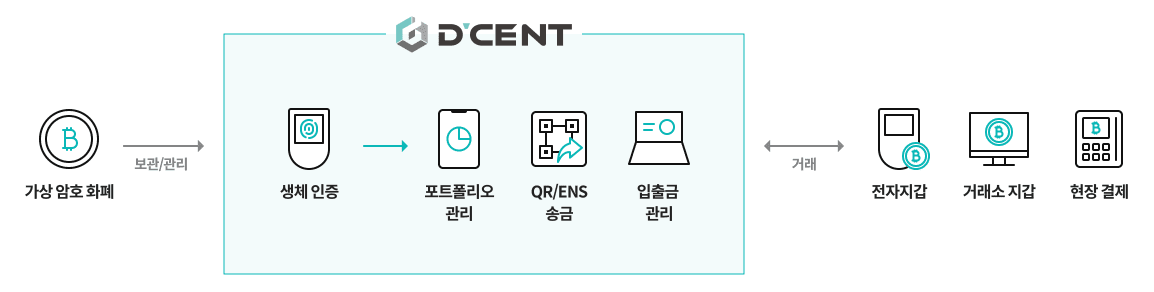 D'CENT
가상 암호 화폐
보관/관리
생체 인증
포트폴리오
관리
QR/ENS
송금
입출금
관리
거래
전자지갑
거래소 지갑
현장 결제